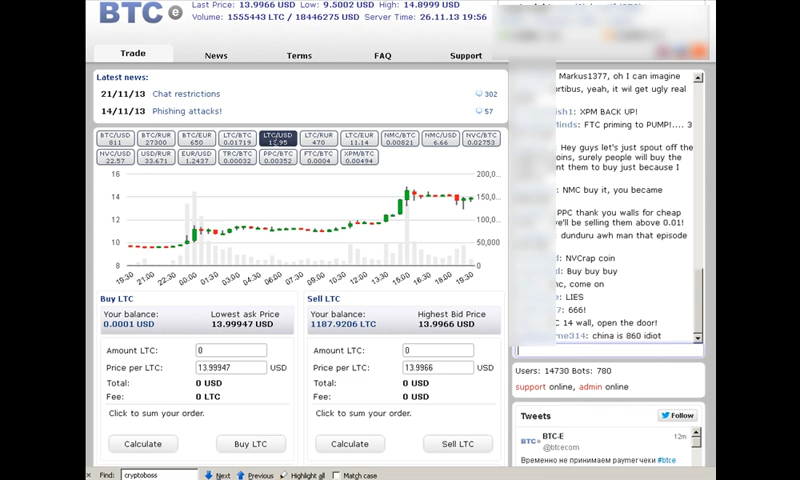 BTC e
Last Price: 13.9966 USD Low: 9.5002 USD High: 14.8999 USD
Volume: 1555443 LTC / 18446275 USD Server Time: 26.11.13 19:56
Trade News Terms FAQ Support
Latest news:
21/11/13 Chat restrictions 302
14/11/13 Phishing attacks! 57
BTC/USD 811
BTC/RUR 27300
BTC/EUR 650
LTC/BTC 0.01719
LTC/USD
LTC/RUR 470
LTC/EUR 11.14
NMC/BTC 0.00821
NMC/USD 6.66
NVC/BTC 0.02753
NVC/USD 22.57
USD/RUR 33.671
EUR/USD 1.2437
TRC/BTC 0.00032
PPC/BTC 0.00352
FTC/BTC 0.0004
XPM/BTC 0.00494
16 200,0...
14 150,0...
12 100,0...
10 50,000
8 0
19:30 21:00 22:30 00:00 01:30 03:00 04:30 06:00 07:30 09:00 10:30 12:00 13:30 15:00 16:30 18:00 19:30
Buy LTC
Your balance: Lowest ask Price
0.0001 USD 13.99947 USD
Amount LTC: 0
Price per LTC: 13.99947 USD
Total: 0 USD
Fee: 0 LTC
Click to sum your order.
Calculate Buy LTC
Sell LTC
Your balance: Highest Bid Price
1187.9206 LTC 13.9966 USD
Amount LTC: 0
Price per LTC: 13.9966 USD
Total: 0 USD
Fee: 0 USD
Click to sum your order.
Calculate Sell LTC
Markus1377, oh I can imagine
ortibus, yeah, it wil get ugly real
ish1: XPM BACK UP!
inds: FTC priming to PUMP!.... 3
Hey guys let's just spout off the
oins, surely people will buy the
nt them to buy just because I
NMC buy it, you became
PPC thank you walls for cheap
we'll be selling them above 0.01!
dunduru awh man that episode
d: NVCrap coin
Buy buy buy
nc, come on
e: LIES
7: 666!
C 14 wall, open the door!
rne314: china is 860 idiot
Users: 14730 Bots: 780
support online, admin online
Tweets Follow
BTC-E 12m
@btcecom
Временно не принимаем paymer чеки #btce
Find: cryptoboss Next Previous Highlight all Match case